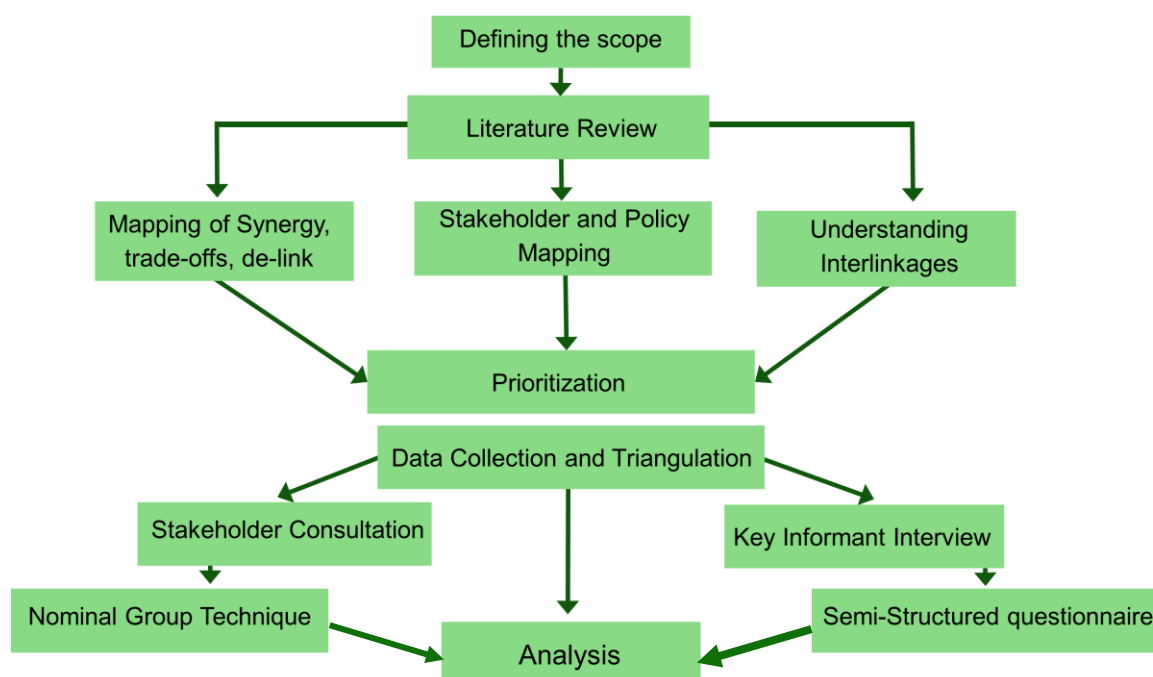 Defining the scope
Literature Review
Mapping of Synergy,
trade-offs, de-link
Stakeholder and Policy
Mapping
Understanding
Interlinkages
Prioritization
Data Collection and Triangulation
Stakeholder Consultation
Key Informant Interview
Nominal Group Technique
Semi-Structured questionnaire
Analysis